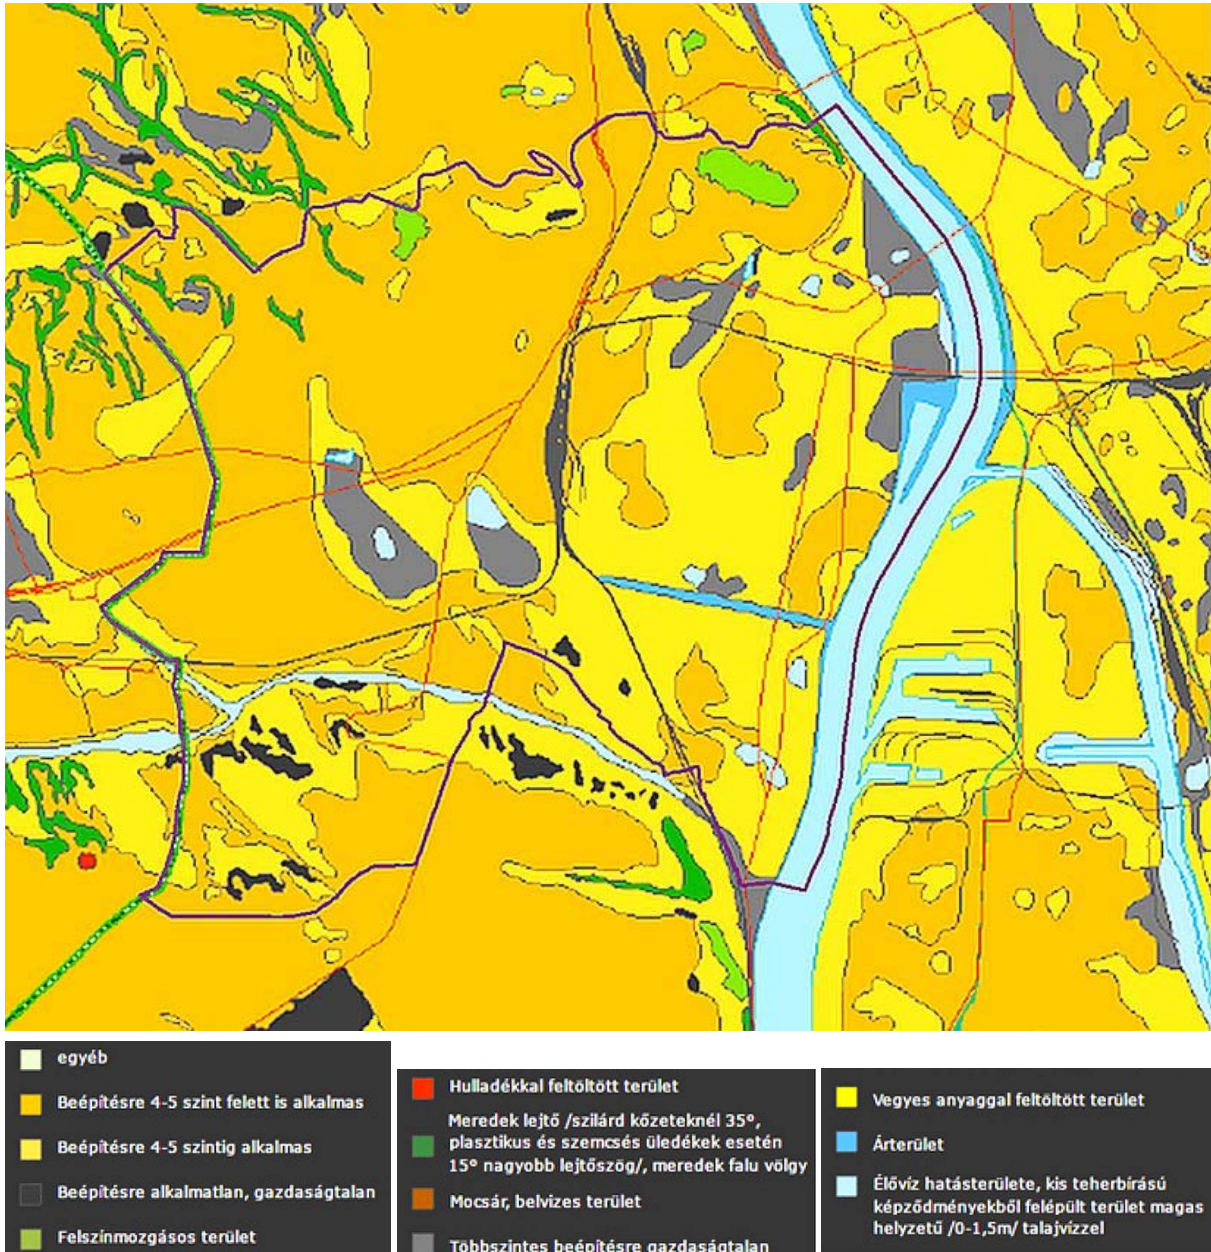 egyéb
Beépítésre 4-5 szint felett is alkalmas
Beépítésre 4-5 szintig alkalmas
Beépítésre alkalmatlan, gazdaságtalan
Felszínmozgásos terület
Hulladékkal feltöltött terület
Meredek lejtő /szilárd kőzeteknél 35°,
plasztikus és szemcsés üledékek esetén
15° nagyobb lejtőszög/, meredek falu völgy
Mocsár, belvizes terület
Többszintes beépítésre gazdaságtalan
Vegyes anyaggal feltöltött terület
Árterület
Élővíz hatásterülete, kis teherbírású
képződményekből felépült terület magas
helyzetű /0-1,5m/ talajvízzel